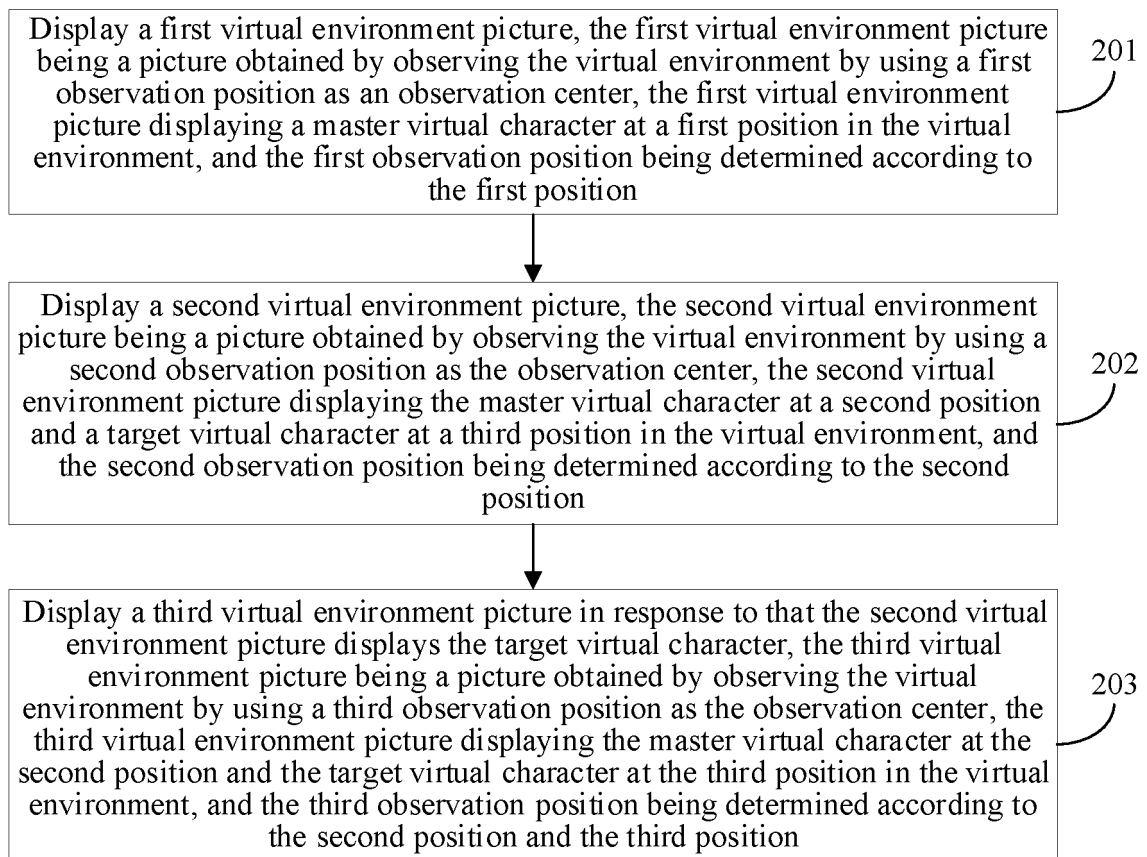 Display a first virtual environment picture, the first virtual environment picture
being a picture obtained by observing the virtual environment by using a first
observation position as an observation center, the first virtual environment
picture displaying a master virtual character at a first position in the virtual
environment, and the first observation position being determined according to
the first position
201
Display a second virtual environment picture, the second virtual environment
picture being a picture obtained by observing the virtual environment by using a
second observation position as the observation center, the second virtual
environment picture displaying the master virtual character at a second position
and a target virtual character at a third position in the virtual environment, and
the second observation position being determined according to the second
position
202
Display a third virtual environment picture in response to that the second virtual
environment picture displays the target virtual character, the third virtual
environment picture being a picture obtained by observing the virtual
environment by using a third observation position as the observation center, the
third virtual environment picture displaying the master virtual character at the
second position and the target virtual character at the third position in the virtual
environment, and the third observation position being determined according to
the second position and the third position
203